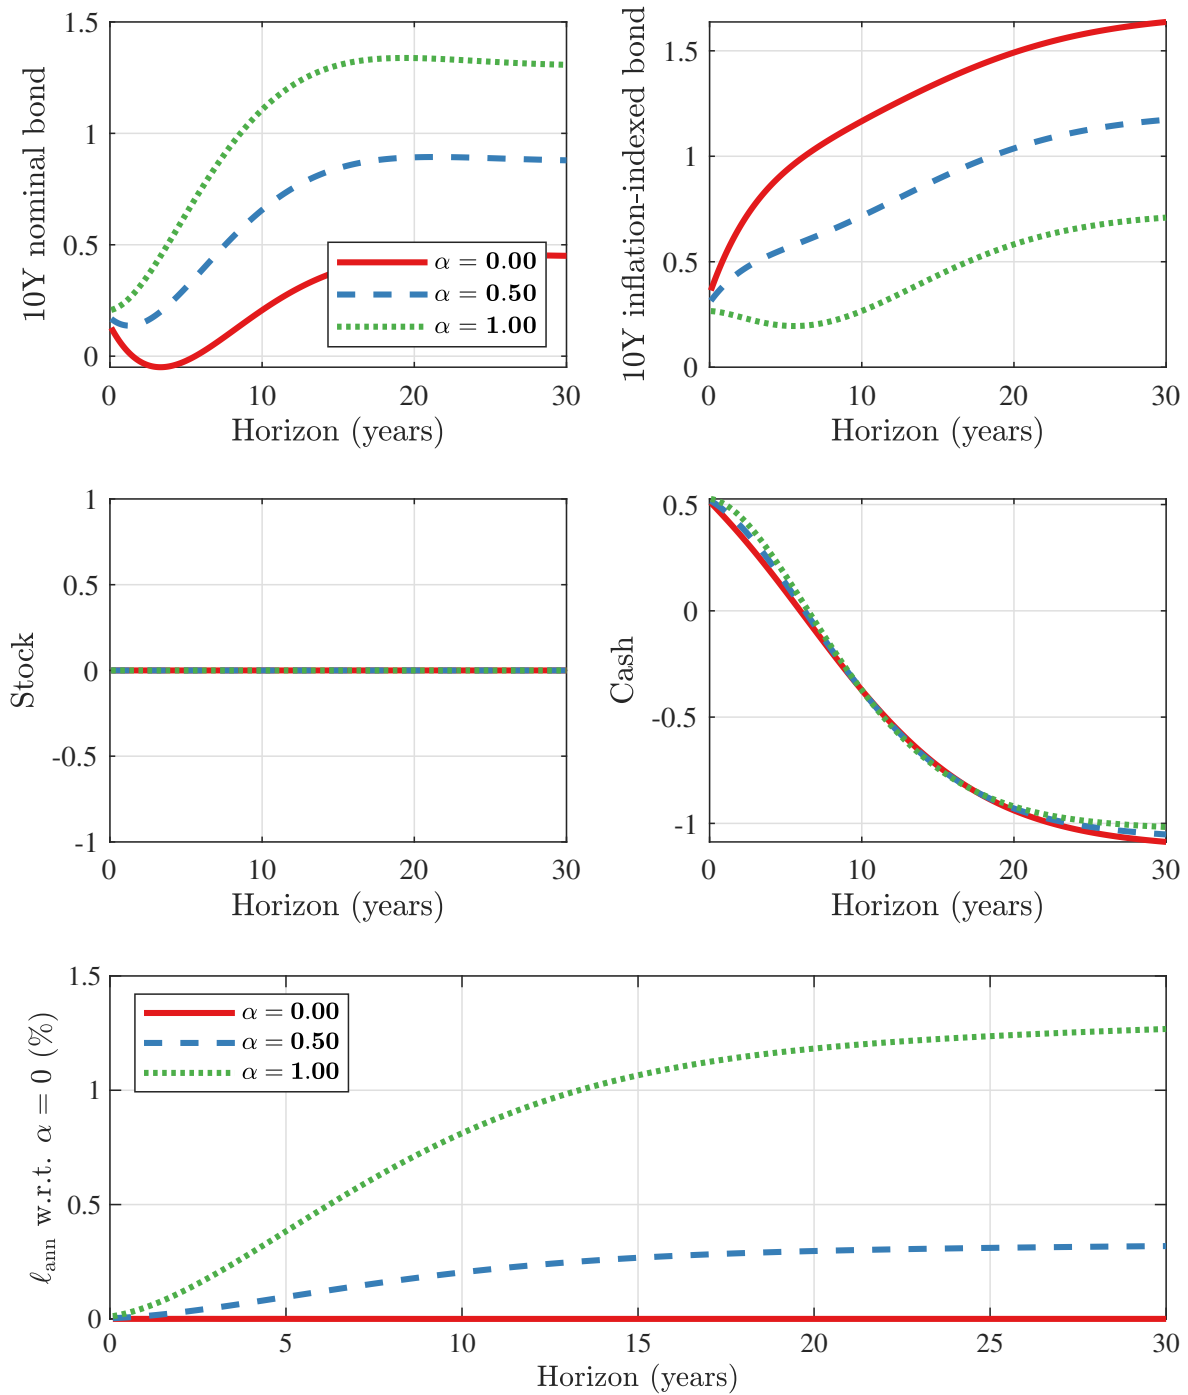 10Y nominal bond
1.5
1
0.5
0
0 10 20 30
Horizon (years)
α = 0.00
α = 0.50
α = 1.00
10Y inflation-indexed bond
1.5
1
0.5
0
0 10 20 30
Horizon (years)
Stock
1
0.5
0
-0.5
-1
0 10 20 30
Horizon (years)
Cash
0.5
0
-0.5
-1
0 10 20 30
Horizon (years)
ℓann w.r.t. α = 0 (%)
1.5
1
0.5
0
0 5 10 15 20 25 30
Horizon (years)
α = 0.00
α = 0.50
α = 1.00